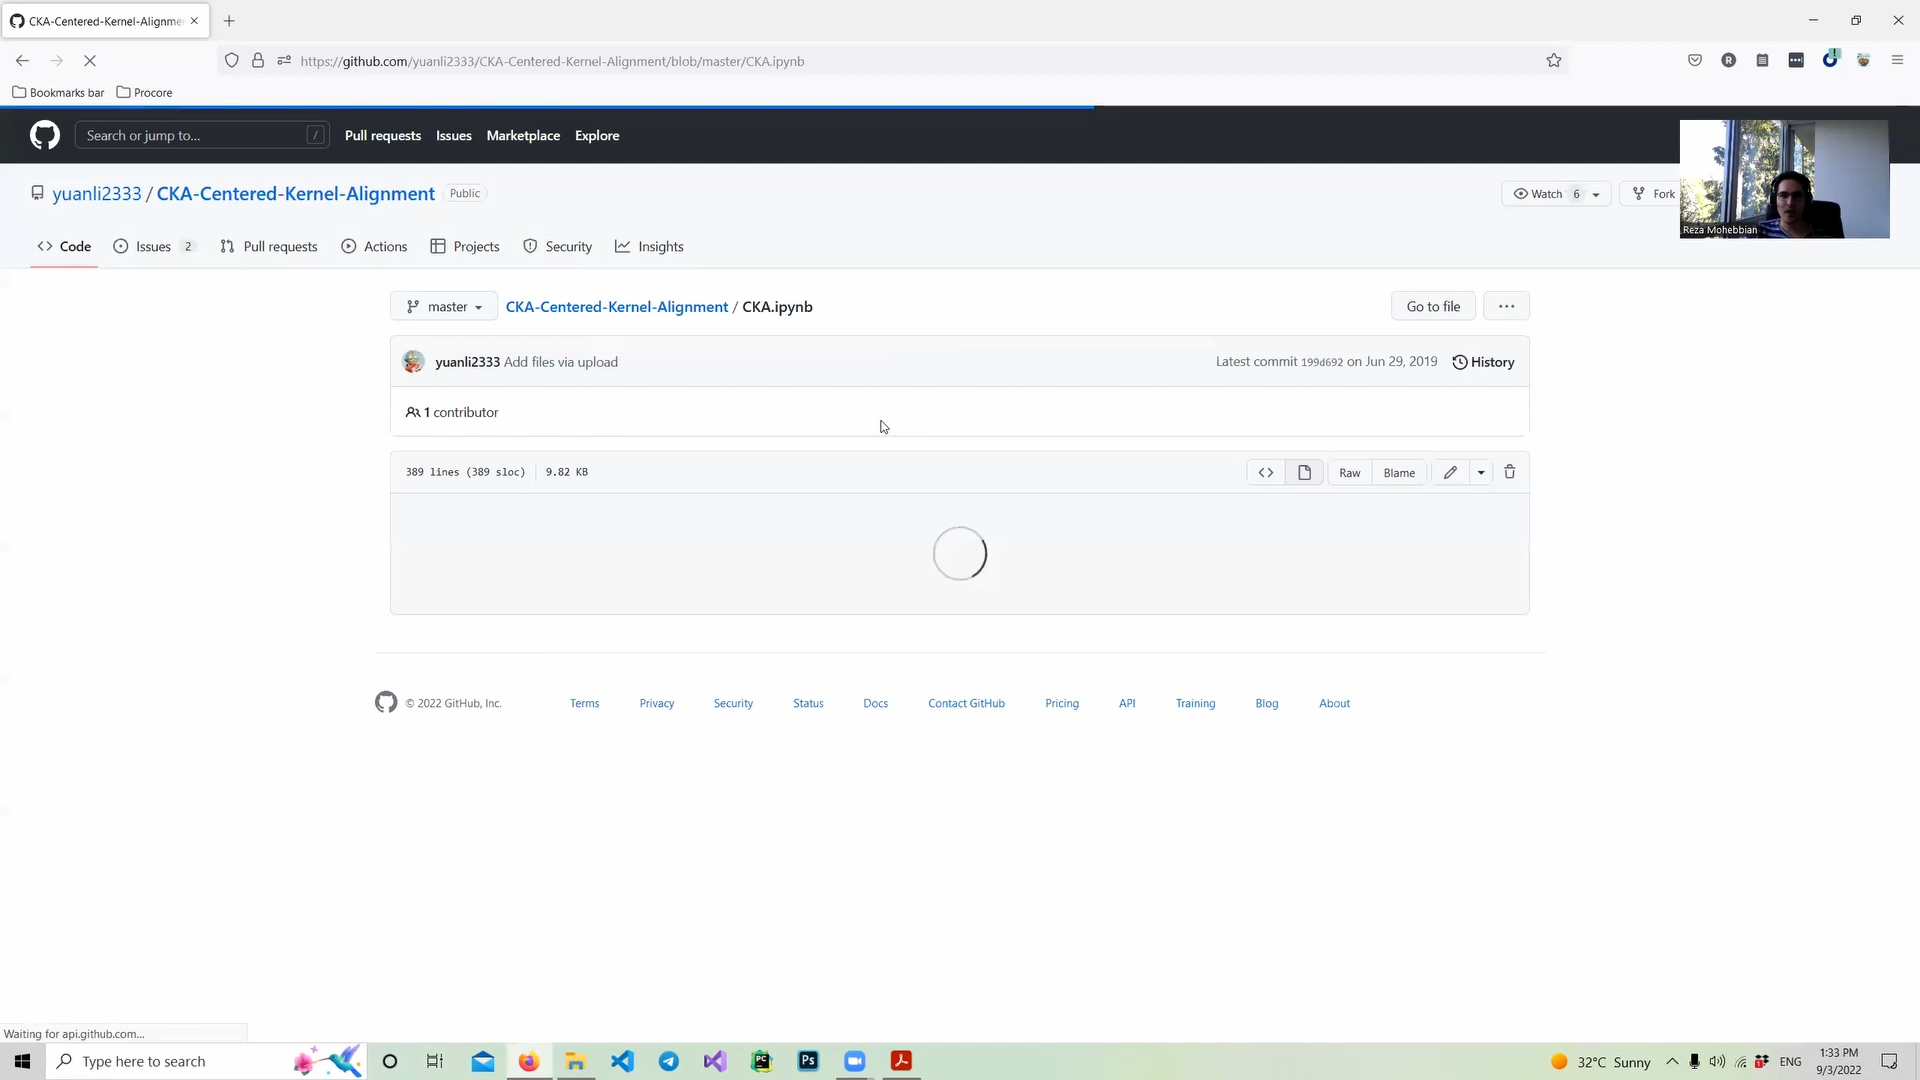 CKA-Centered-Kernel-Alignme
https://github.com/yuanli2333/CKA-Centered-Kernel-Alignment/blob/master/CKA.ipynb
Bookmarks bar Procore
Search or jump to... / Pull requests Issues Marketplace Explore
yuanli2333 / CKA-Centered-Kernel-Alignment Public
Watch 6 Fork
Reza Mohebbian
Code Issues 2 Pull requests Actions Projects Security Insights
master CKA-Centered-Kernel-Alignment / CKA.ipynb Go to file ...
yuanli2333 Add files via upload Latest commit 199d692 on Jun 29, 2019 History
1 contributor
389 lines (389 sloc) 9.82 KB Raw Blame
© 2022 GitHub, Inc. Terms Privacy Security Status Docs Contact GitHub Pricing API Training Blog About
Waiting for api.github.com...
Type here to search PC Ps 32°C Sunny ENG 1:33 PM
9/3/2022